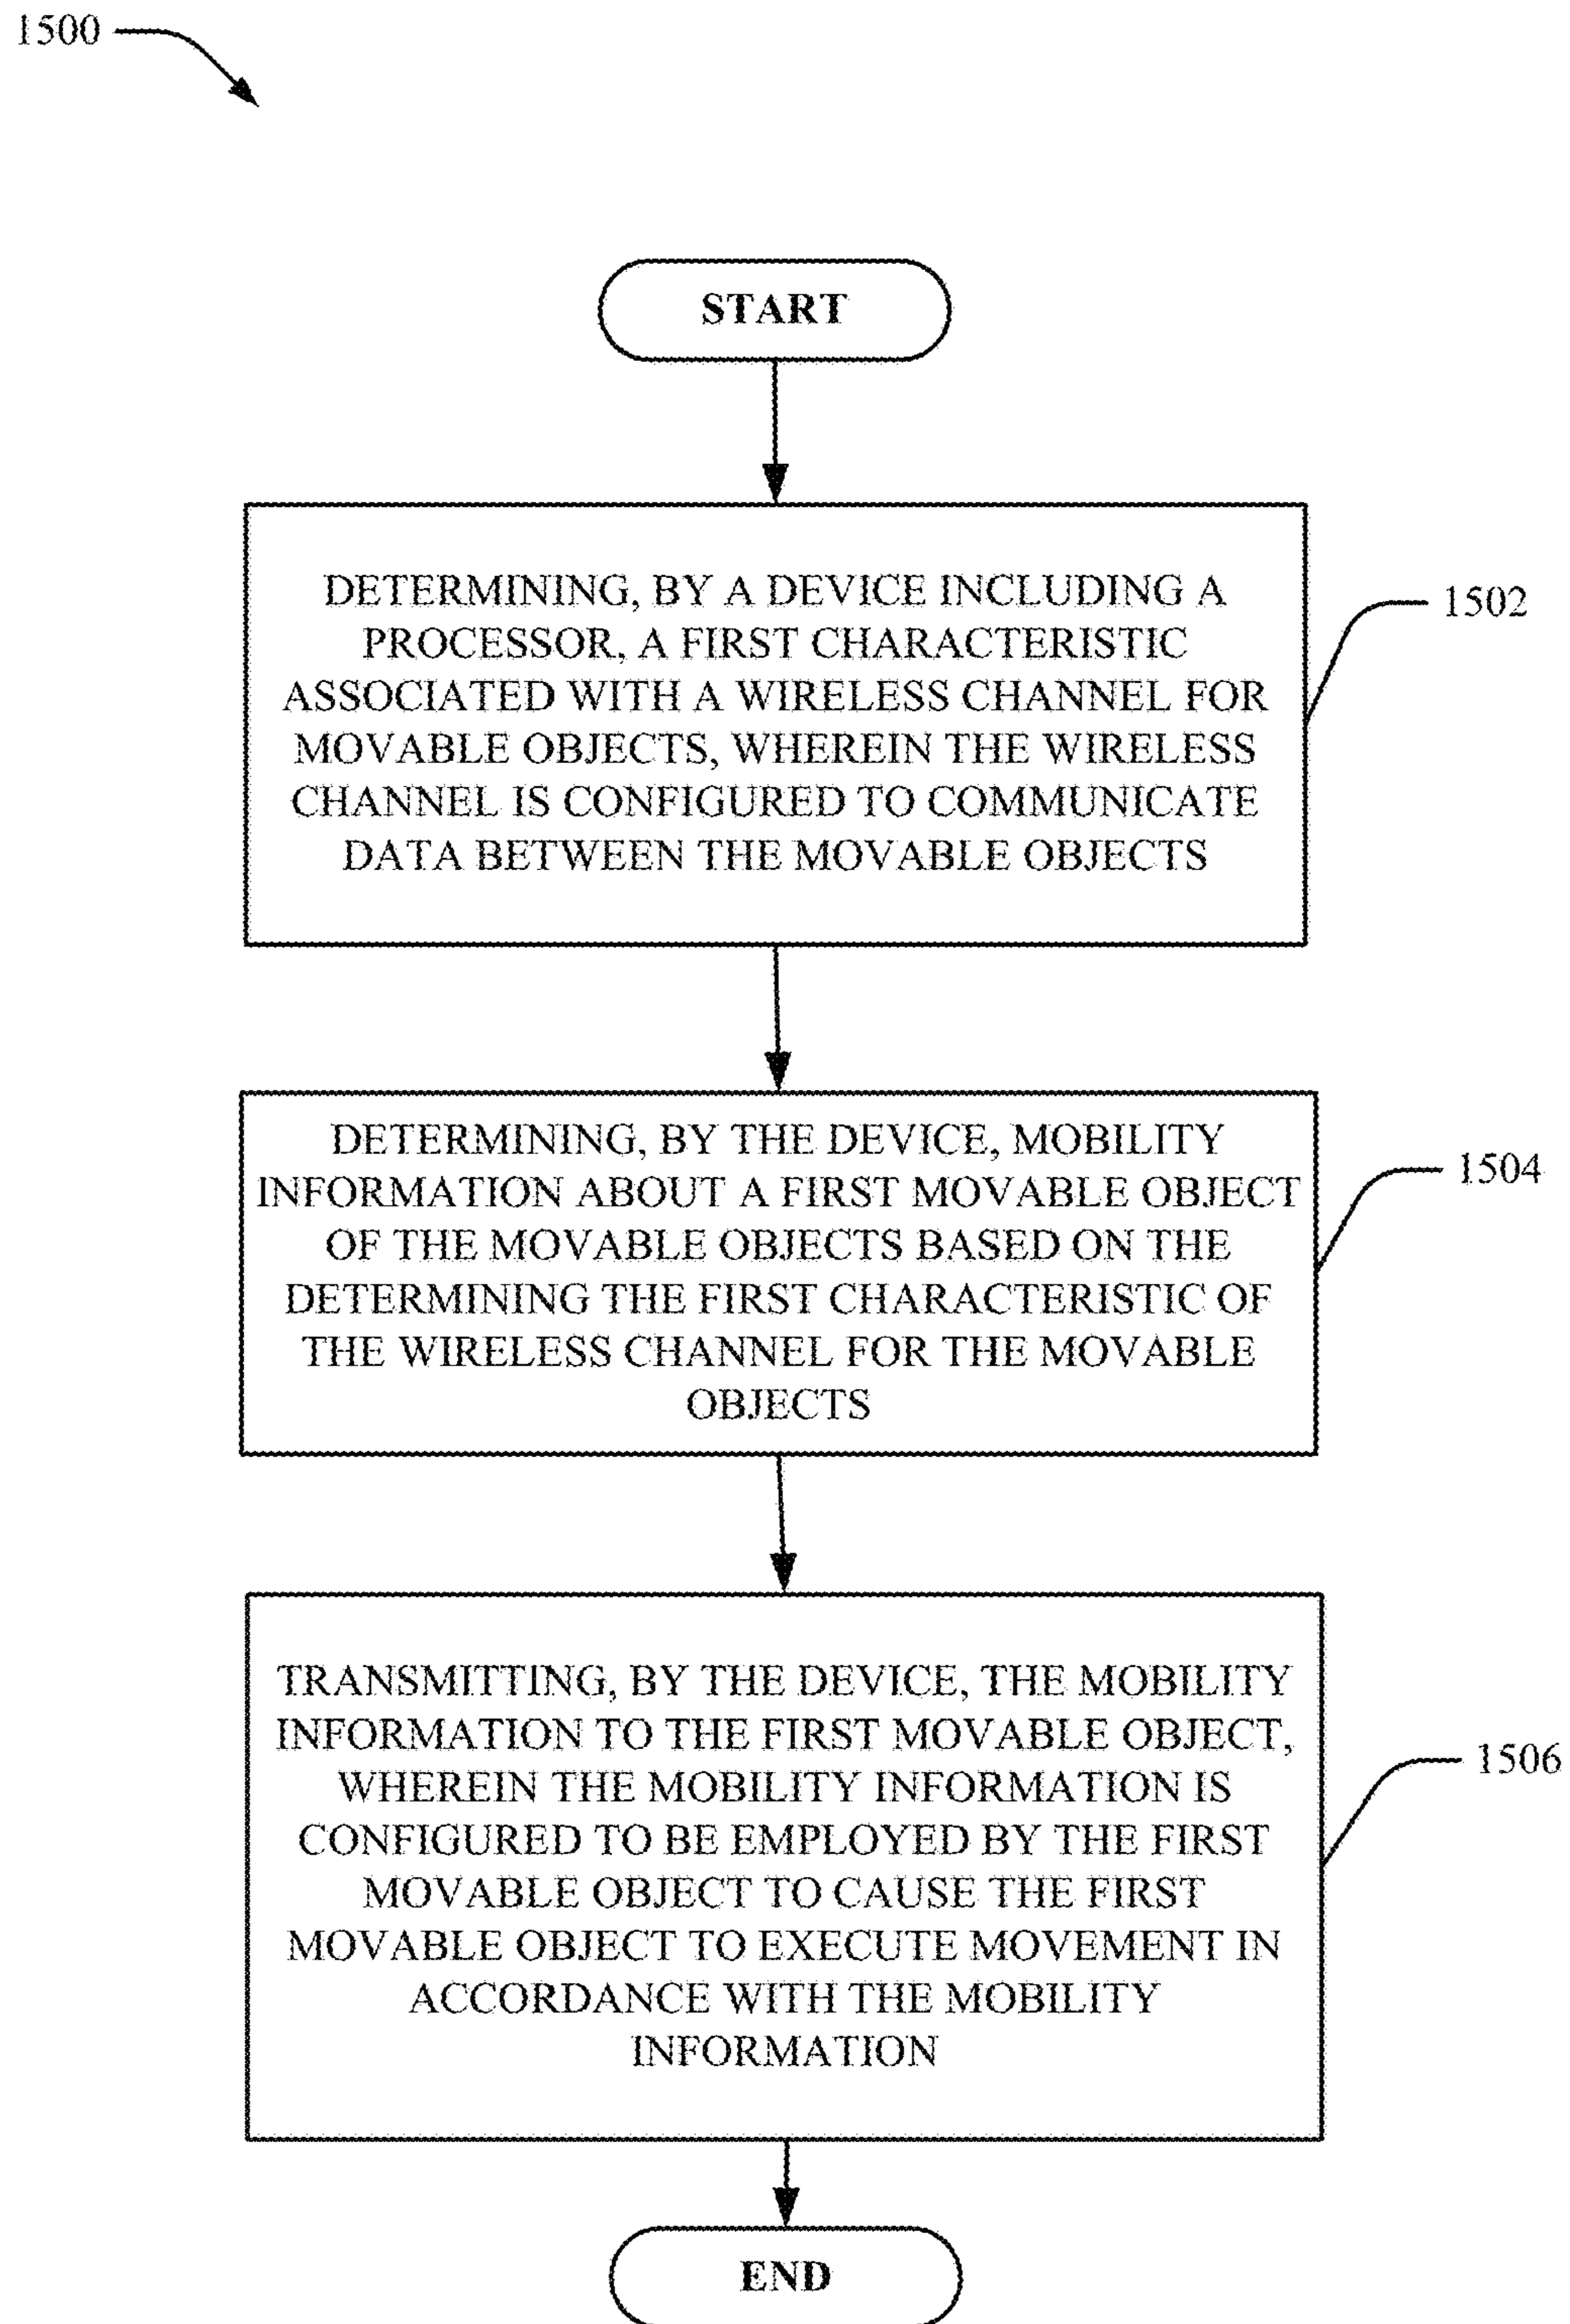 1500
START
DETERMINING, BY A DEVICE INCLUDING A
PROCESSOR, A FIRST CHARACTERISTIC
ASSOCIATED WITH A WIRELESS CHANNEL FOR
MOVABLE OBJECTS, WHEREIN THE WIRELESS
CHANNEL IS CONFIGURED TO COMMUNICATE
DATA BETWEEN THE MOVABLE OBJECTS
1502
DETERMINING, BY THE DEVICE, MOBILITY
INFORMATION ABOUT A FIRST MOVABLE OBJECT
OF THE MOVABLE OBJECTS BASED ON THE
DETERMINING THE FIRST CHARACTERISTIC OF
THE WIRELESS CHANNEL FOR THE MOVABLE
OBJECTS
1504
TRANSMITTING, BY THE DEVICE, THE MOBILITY
INFORMATION TO THE FIRST MOVABLE OBJECT,
WHEREIN THE MOBILITY INFORMATION IS
CONFIGURED TO BE EMPLOYED BY THE FIRST
MOVABLE OBJECT TO CAUSE THE FIRST
MOVABLE OBJECT TO EXECUTE MOVEMENT IN
ACCORDANCE WITH THE MOBILITY
INFORMATION
1506
END